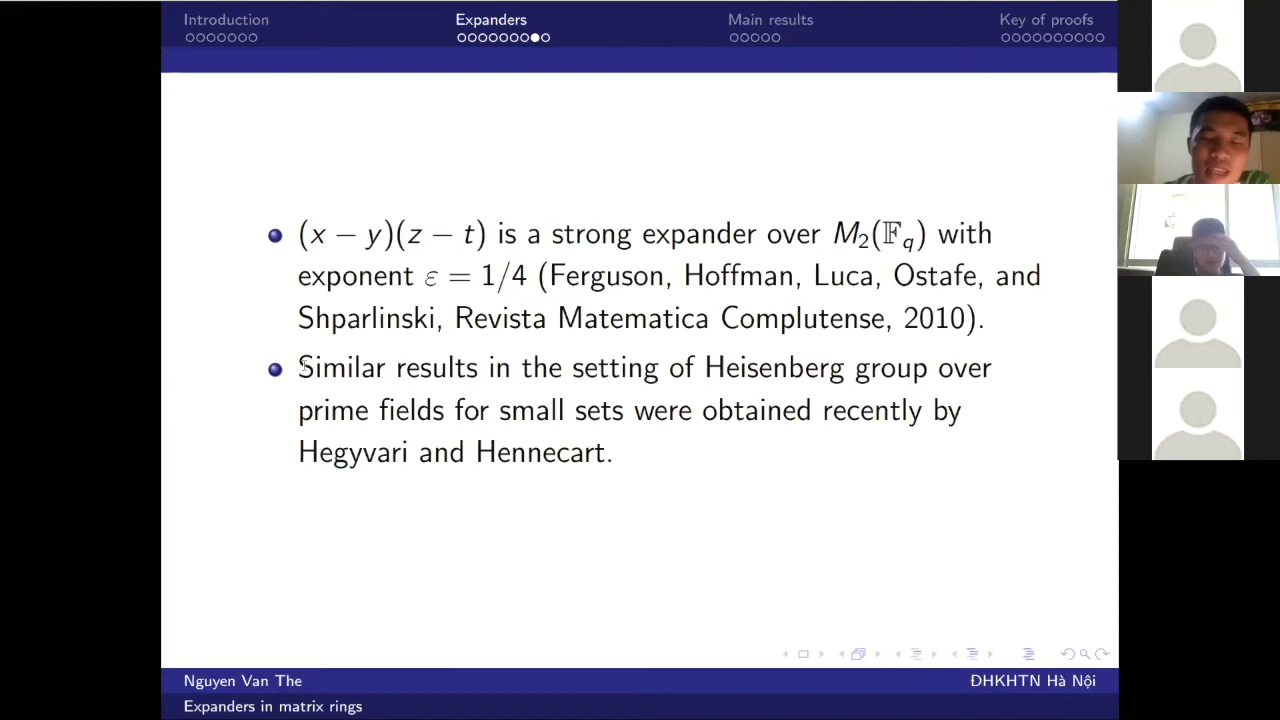 Introduction
Expanders
Main results
Key of proofs
(x − y)(z − t) is a strong expander over M₂(𝔽_q) with
exponent ε = 1/4 (Ferguson, Hoffman, Luca, Ostafe, and
Shparlinski, Revista Matematica Complutense, 2010).
Similar results in the setting of Heisenberg group over
prime fields for small sets were obtained recently by
Hegyvari and Hennecart.
Nguyen Van The
ĐHKHTN Hà Nội
Expanders in matrix rings